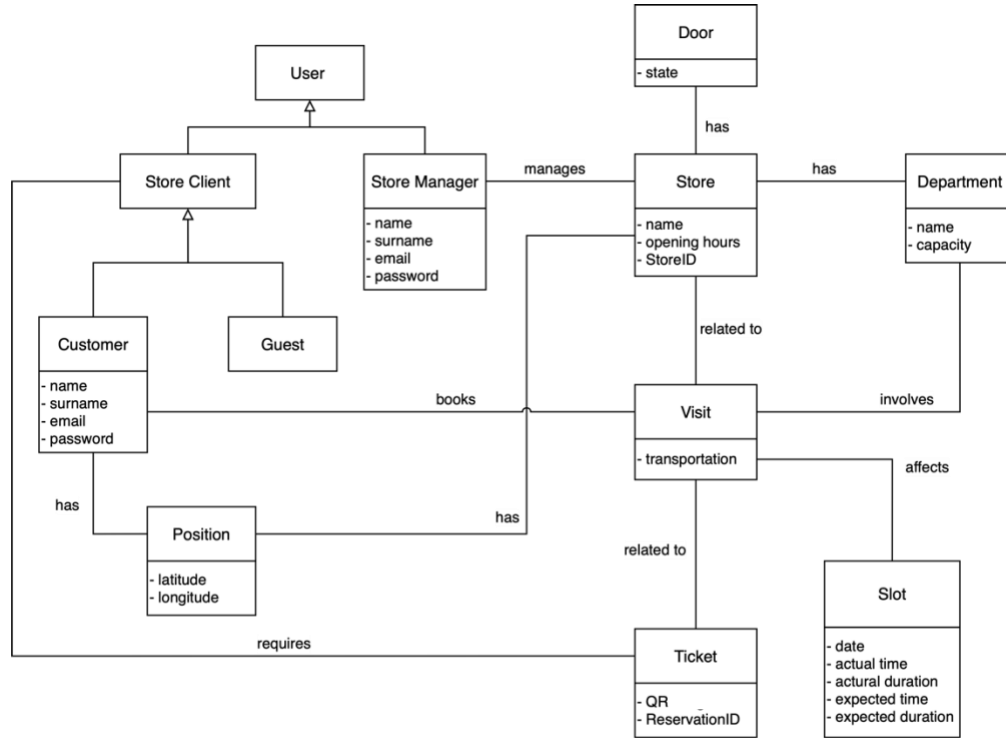 Door
- state
User
has
Store Client
Store Manager
- name
- surname
- email
- password
manages
Store
- name
- opening hours
- StoreID
has
Department
- name
- capacity
Customer
- name
- surname
- email
- password
Guest
related to
books
Visit
- transportation
involves
affects
has
Position
- latitude
- longitude
has
related to
Slot
- date
- actual time
- actural duration
- expected time
- expected duration
requires
Ticket
- QR
- ReservationID